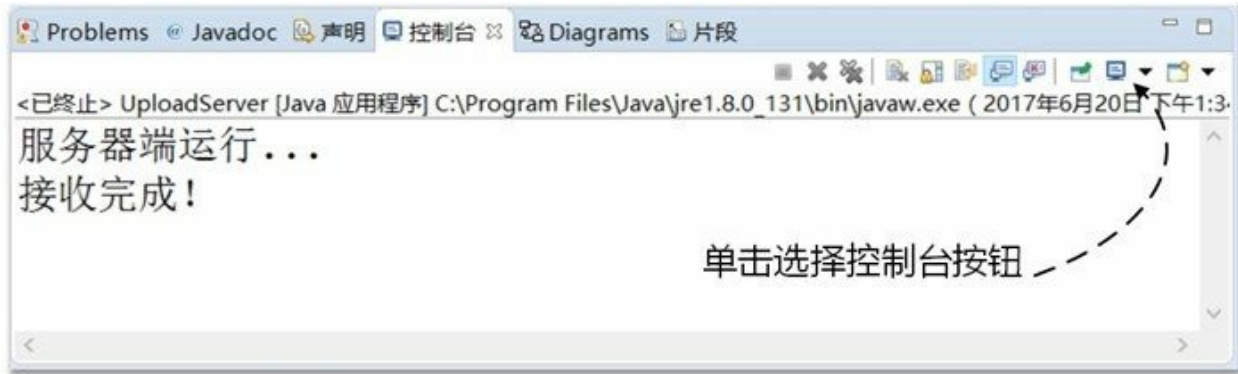 Problems @ Javadoc 声明 控制台 Diagrams 片段
<已终止> UploadServer [Java 应用程序] C:\Program Files\Java\jre1.8.0_131\bin\javaw.exe ( 2017年6月20日 下午1:3
服务器端运行...
接收完成!
单击选择控制台按钮